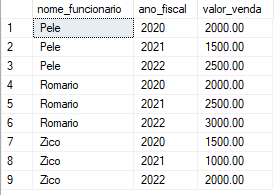 nome_funcionario ano_fiscal valor_venda
1 Pele 2020 2000.00
2 Pele 2021 1500.00
3 Pele 2022 2500.00
4 Romario 2020 2000.00
5 Romario 2021 2500.00
6 Romario 2022 3000.00
7 Zico 2020 1500.00
8 Zico 2021 1000.00
9 Zico 2022 2000.00